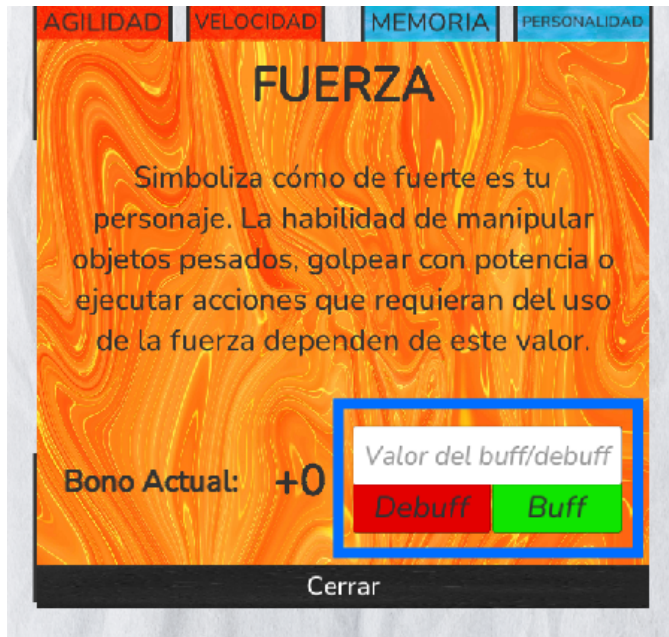 AGILIDAD VELOCIDAD MEMORIA PERSONALIDAD
FUERZA
Simboliza cómo de fuerte es tu
personaje. La habilidad de manipular
objetos pesados, golpear con potencia o
ejecutar acciones que requieran del uso
de la fuerza dependen de este valor.
Bono Actual: +0
Valor del buff/debuff
Debuff Buff
Cerrar